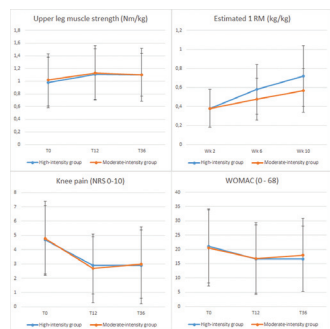 Upper leg muscle strength (Nm/kg)
1,8
1,6
1,4
1,2
1
0,8
0,6
0,4
0,2
0
T0 T12 T36
High-intensity group Moderate-intensity group
Estimated 1 RM (kg/kg)
1,2
1
0,8
0,6
0,4
0,2
0
Wk 2 Wk 6 Wk 10
High-intensity group Moderate-intensity group
Knee pain (NRS 0-10)
8
7
6
5
4
3
2
1
0
T0 T12 T36
High-intensity group Moderate-intensity group
WOMAC (0 - 68)
40
35
30
25
20
15
10
5
0
T0 T12 T36
High-intensity group Moderate-intensity group